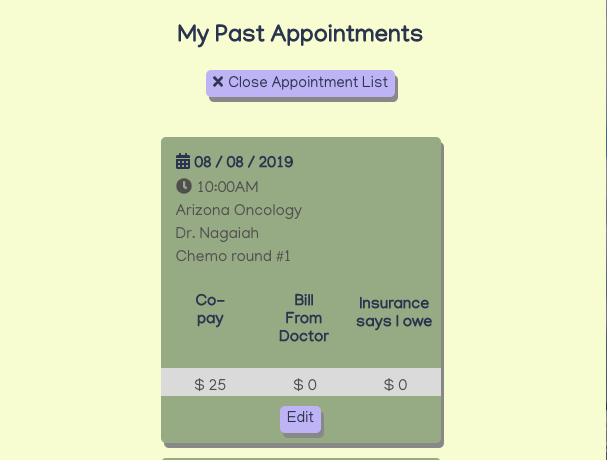 My Past Appointments
Close Appointment List
08 / 08 / 2019
10:00AM
Arizona Oncology
Dr. Nagaiah
Chemo round #1
Co-
pay
Bill
From
Doctor
Insurance
says I owe
$ 25 $ 0 $ 0
Edit